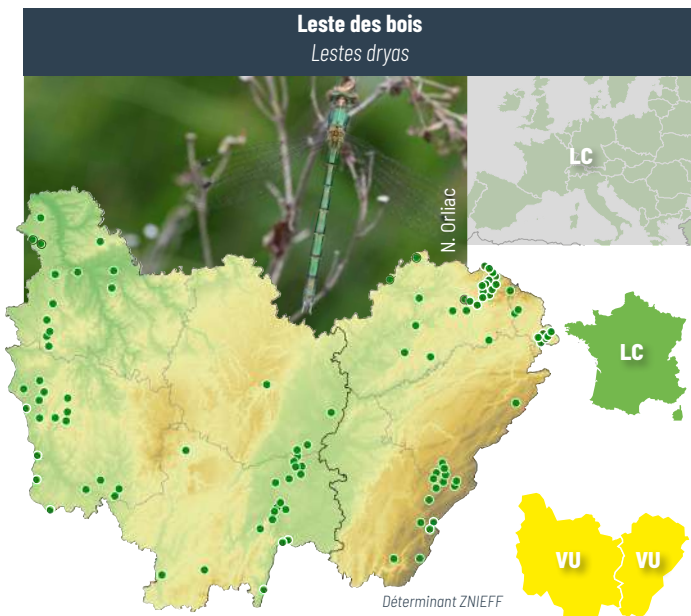 Leste des bois
Lestes dryas
N. Orliac
LC
LC
VU
VU
Déterminant ZNIEFF